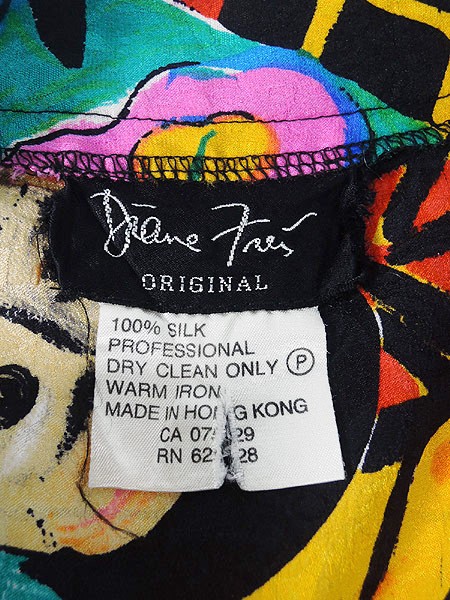 Diane Freis
ORIGINAL
100% SILK
PROFESSIONAL
DRY CLEAN ONLY Ⓟ
WARM IRON
MADE IN HONG KONG
CA
RN